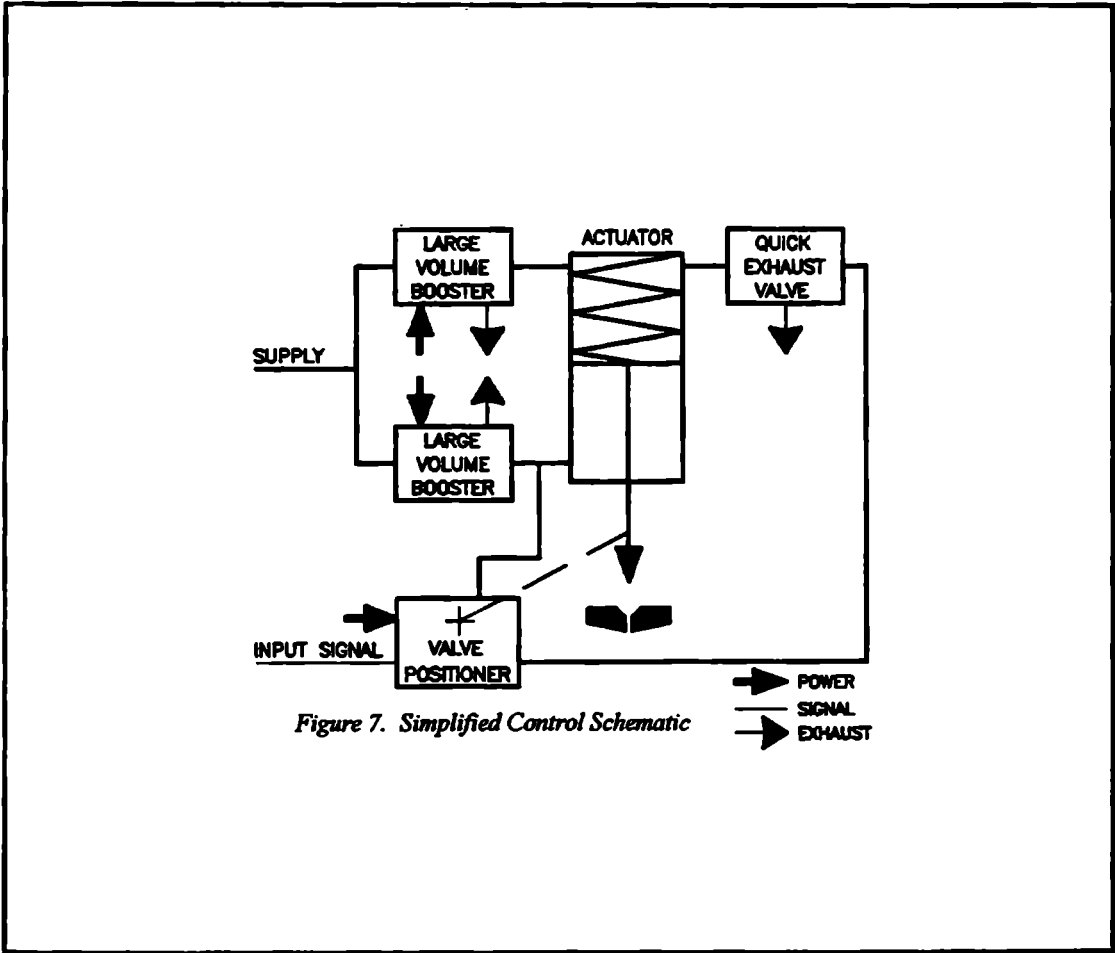 LARGE
VOLUME
BOOSTER
ACTUATOR
QUICK
EXHAUST
VALVE
SUPPLY
LARGE
VOLUME
BOOSTER
INPUT SIGNAL
VALVE
POSITIONER
POWER
SIGNAL
EXHAUST
Figure 7. Simplified Control Schematic